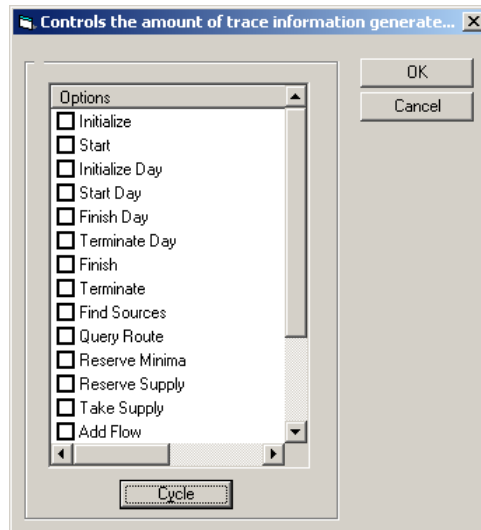 Controls the amount of trace information generate...
OK
Cancel
Options
Initialize
Start
Initialize Day
Start Day
Finish Day
Terminate Day
Finish
Terminate
Find Sources
Query Route
Reserve Minima
Reserve Supply
Take Supply
Add Flow
Cycle